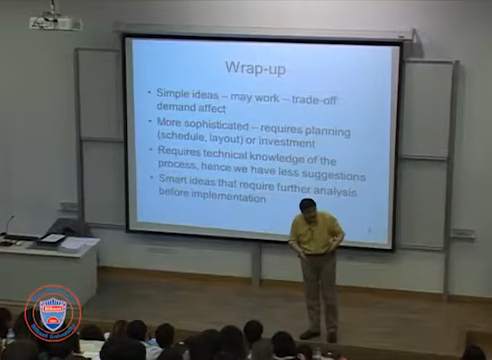 Wrap-up
• Simple ideas – may work – trade-off:
demand affect
• More sophisticated – requires planning
(schedule, layout) or investment
• Requires technical knowledge of the
process, hence we have less suggestions
• Smart ideas that require further analysis
before implementation